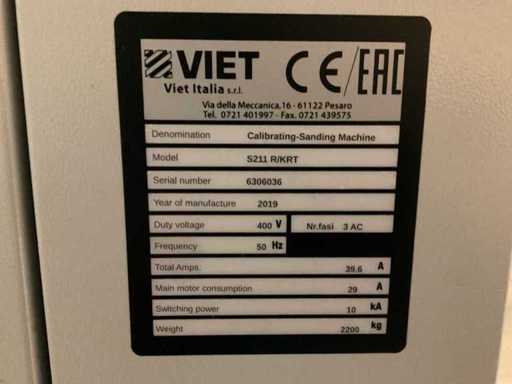 VIET CE/EAC
Viet Italia s.r.l.
Via della Meccanica,16 - 61122 Pesaro
Tel. 0721 401997 - Fax. 0721 439575
Denomination Calibrating-Sanding Machine
Model S211 R/KRT
Serial number 6306036
Year of manufacture 2019
Duty voltage 400 V Nr.fasi 3 AC
Frequency 50 Hz
Total Amps. 39.6 A
Main motor consumption 29 A
Switching power 10 kA
Weight 2200 kg